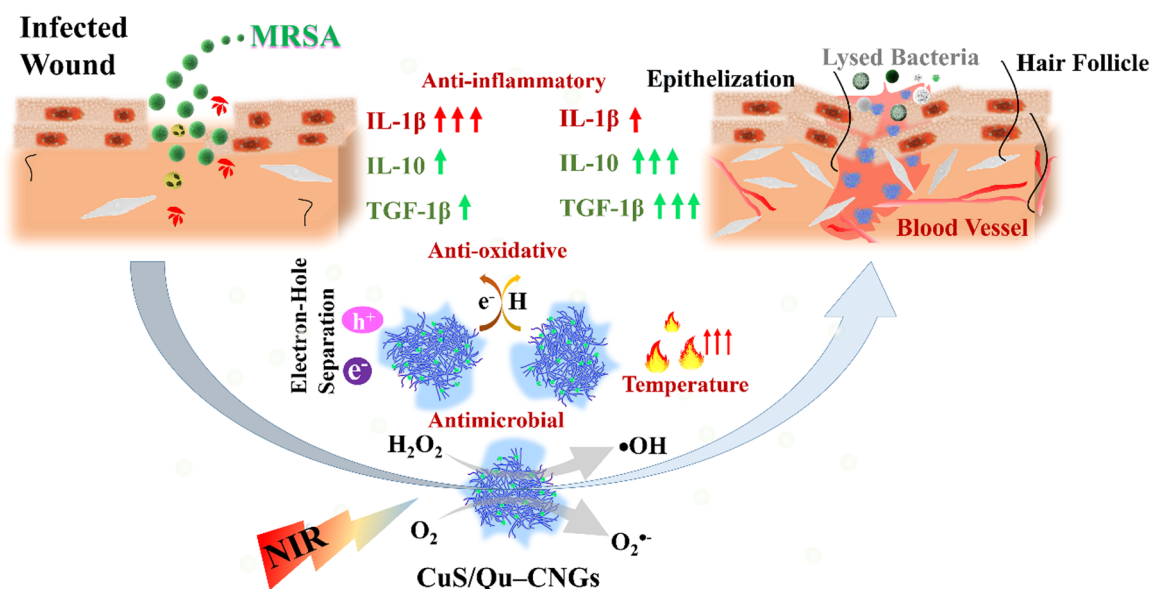 Infected
Wound
MRSA
Anti-inflammatory
IL-1β
IL-10
TGF-1β
IL-1β
IL-10
TGF-1β
Epithelization
Lysed Bacteria
Hair Follicle
Blood Vessel
Anti-oxidative
e⁻ H
Electron-Hole
Separation
h⁺
e⁻
Temperature
Antimicrobial
H₂O₂
•OH
O₂
O₂•⁻
NIR
CuS/Qu–CNGs